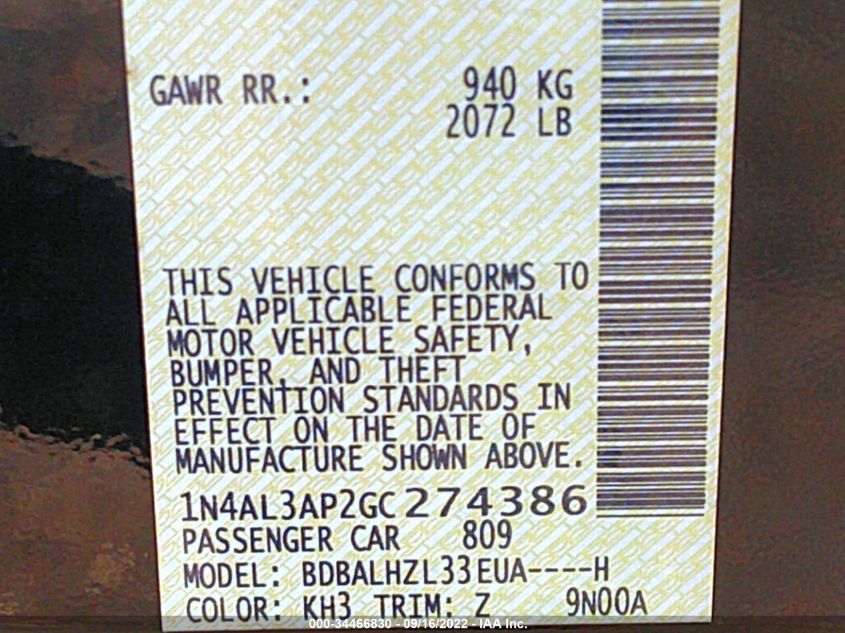 GAWR RR.: 940 KG
2072 LB
THIS VEHICLE CONFORMS TO
ALL APPLICABLE FEDERAL
MOTOR VEHICLE SAFETY,
BUMPER, AND THEFT
PREVENTION STANDARDS IN
EFFECT ON THE DATE OF
MANUFACTURE SHOWN ABOVE.
1N4AL3AP2GC274386
PASSENGER CAR 809
MODEL: BDBALHZL33EUA----H
COLOR: KH3 TRIM: Z 9N00A
000-34466830 - 09/16/2022 - IAA Inc.